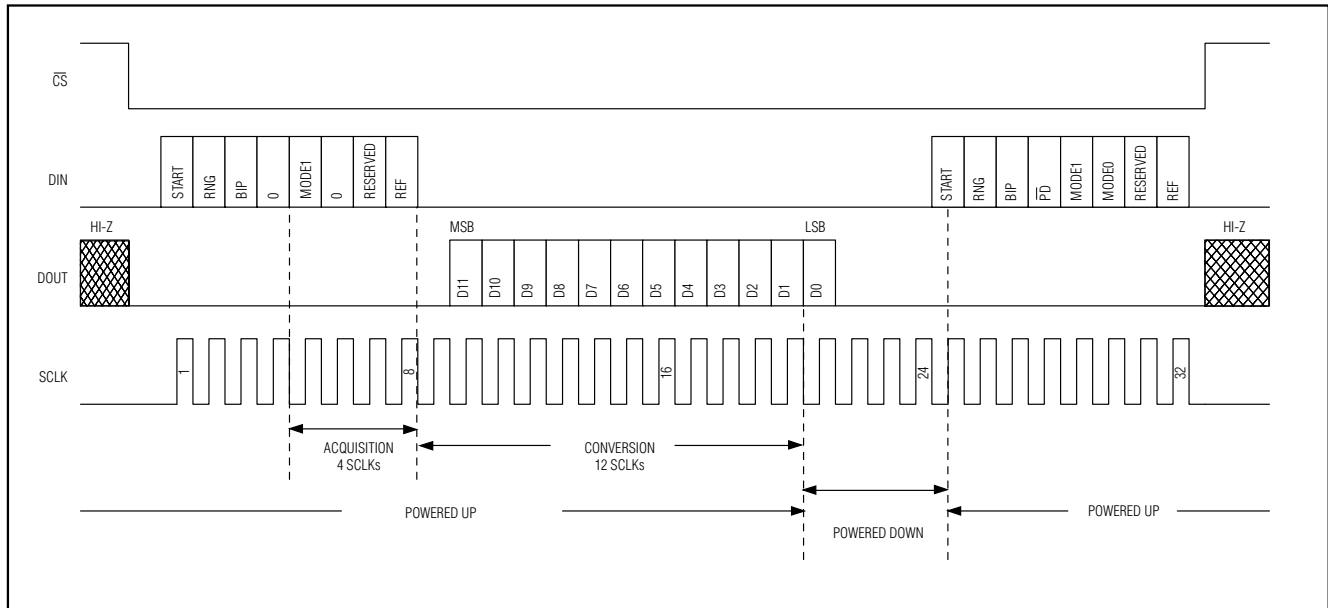 CS
DIN
START
RNG
BIP
0
MODE1
0
RESERVED
REF
START
RNG
BIP
PD
MODE1
MODE0
RESERVED
REF
HI-Z
MSB
LSB
HI-Z
DOUT
D11
D10
D9
D8
D7
D6
D5
D4
D3
D2
D1
D0
SCLK
1
8
16
24
32
ACQUISITION
4 SCLKs
CONVERSION
12 SCLKs
POWERED UP
POWERED DOWN
POWERED UP